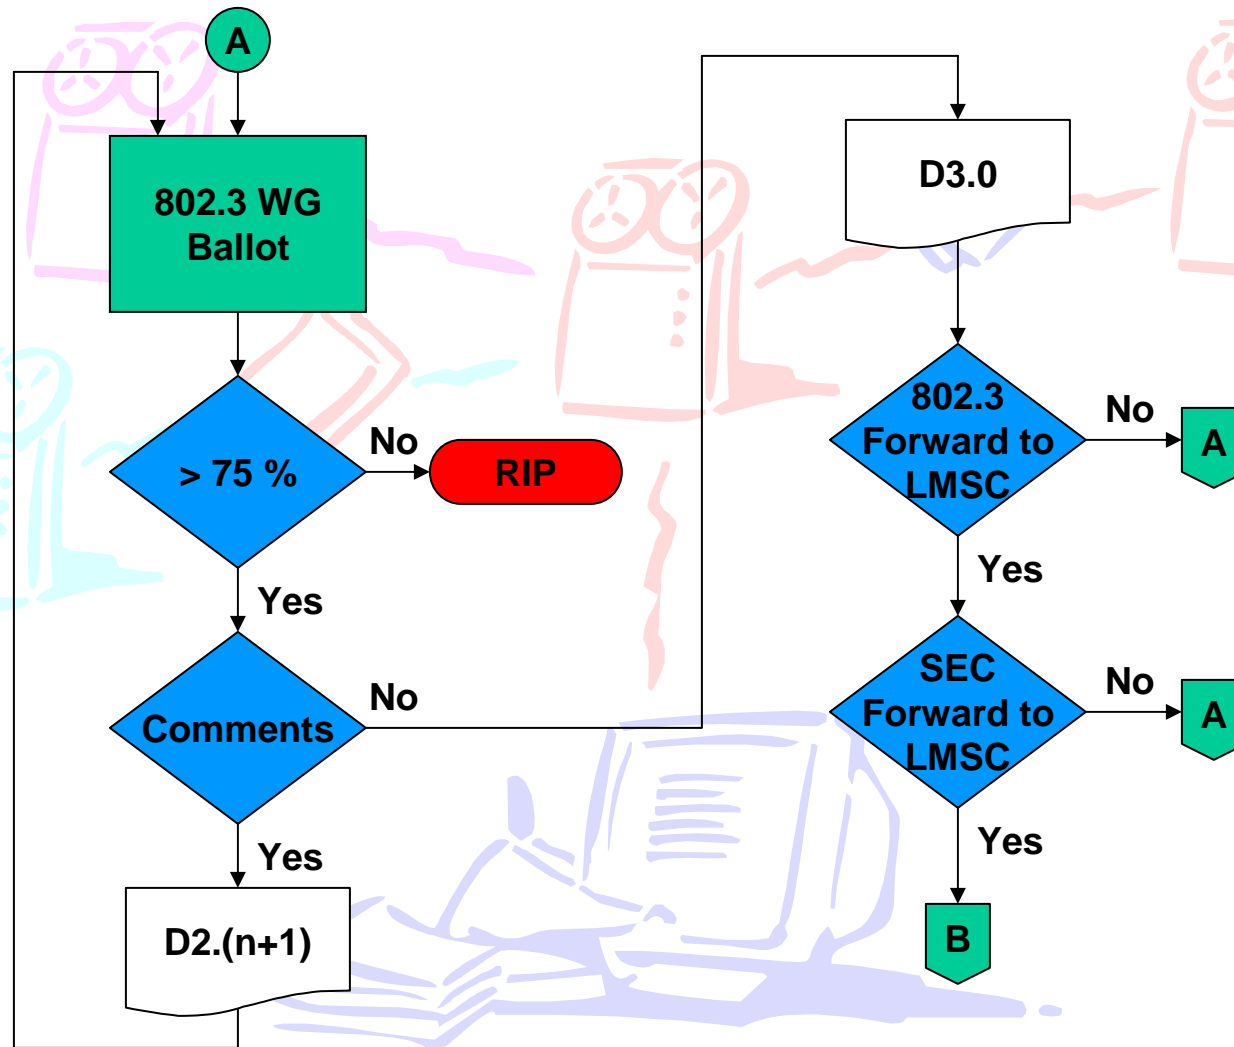 A
802.3 WG
Ballot
> 75 %
No
RIP
Yes
Comments
No
Yes
D2.(n+1)
D3.0
802.3
Forward to
LMSC
No
A
Yes
SEC
Forward to
LMSC
No
A
Yes
B